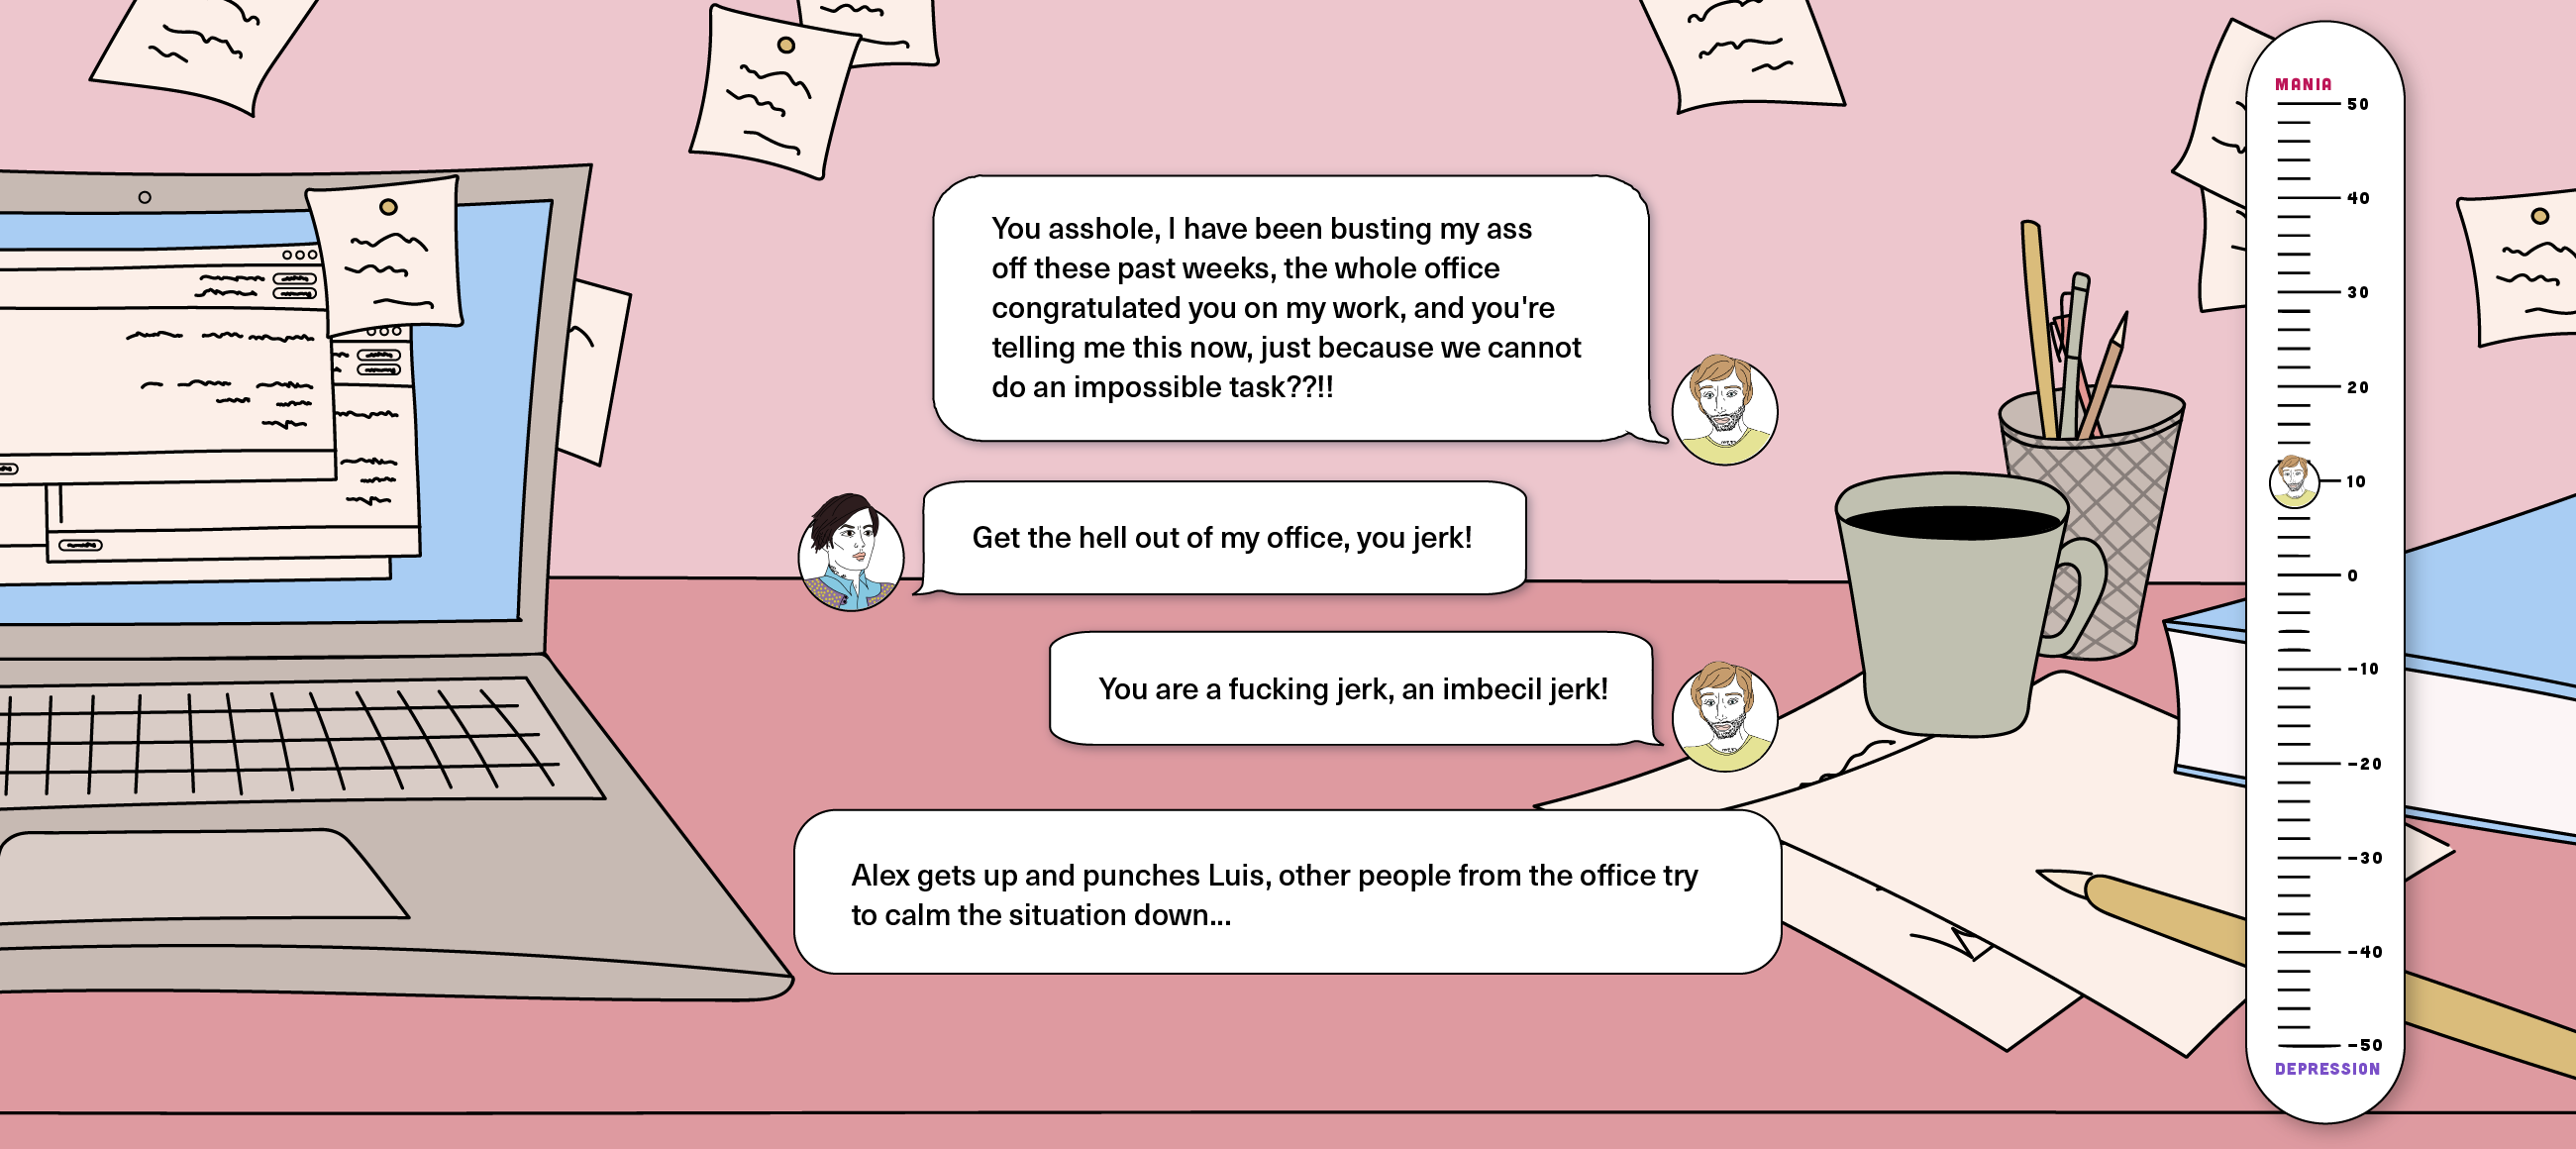 You asshole, I have been busting my ass
off these past weeks, the whole office
congratulated you on my work, and you're
telling me this now, just because we cannot
do an impossible task??!!
Get the hell out of my office, you jerk!
You are a fucking jerk, an imbecil jerk!
Alex gets up and punches Luis, other people from the office try
to calm the situation down...
MANIA
50
40
30
20
10
0
-10
-20
-30
-40
-50
DEPRESSION